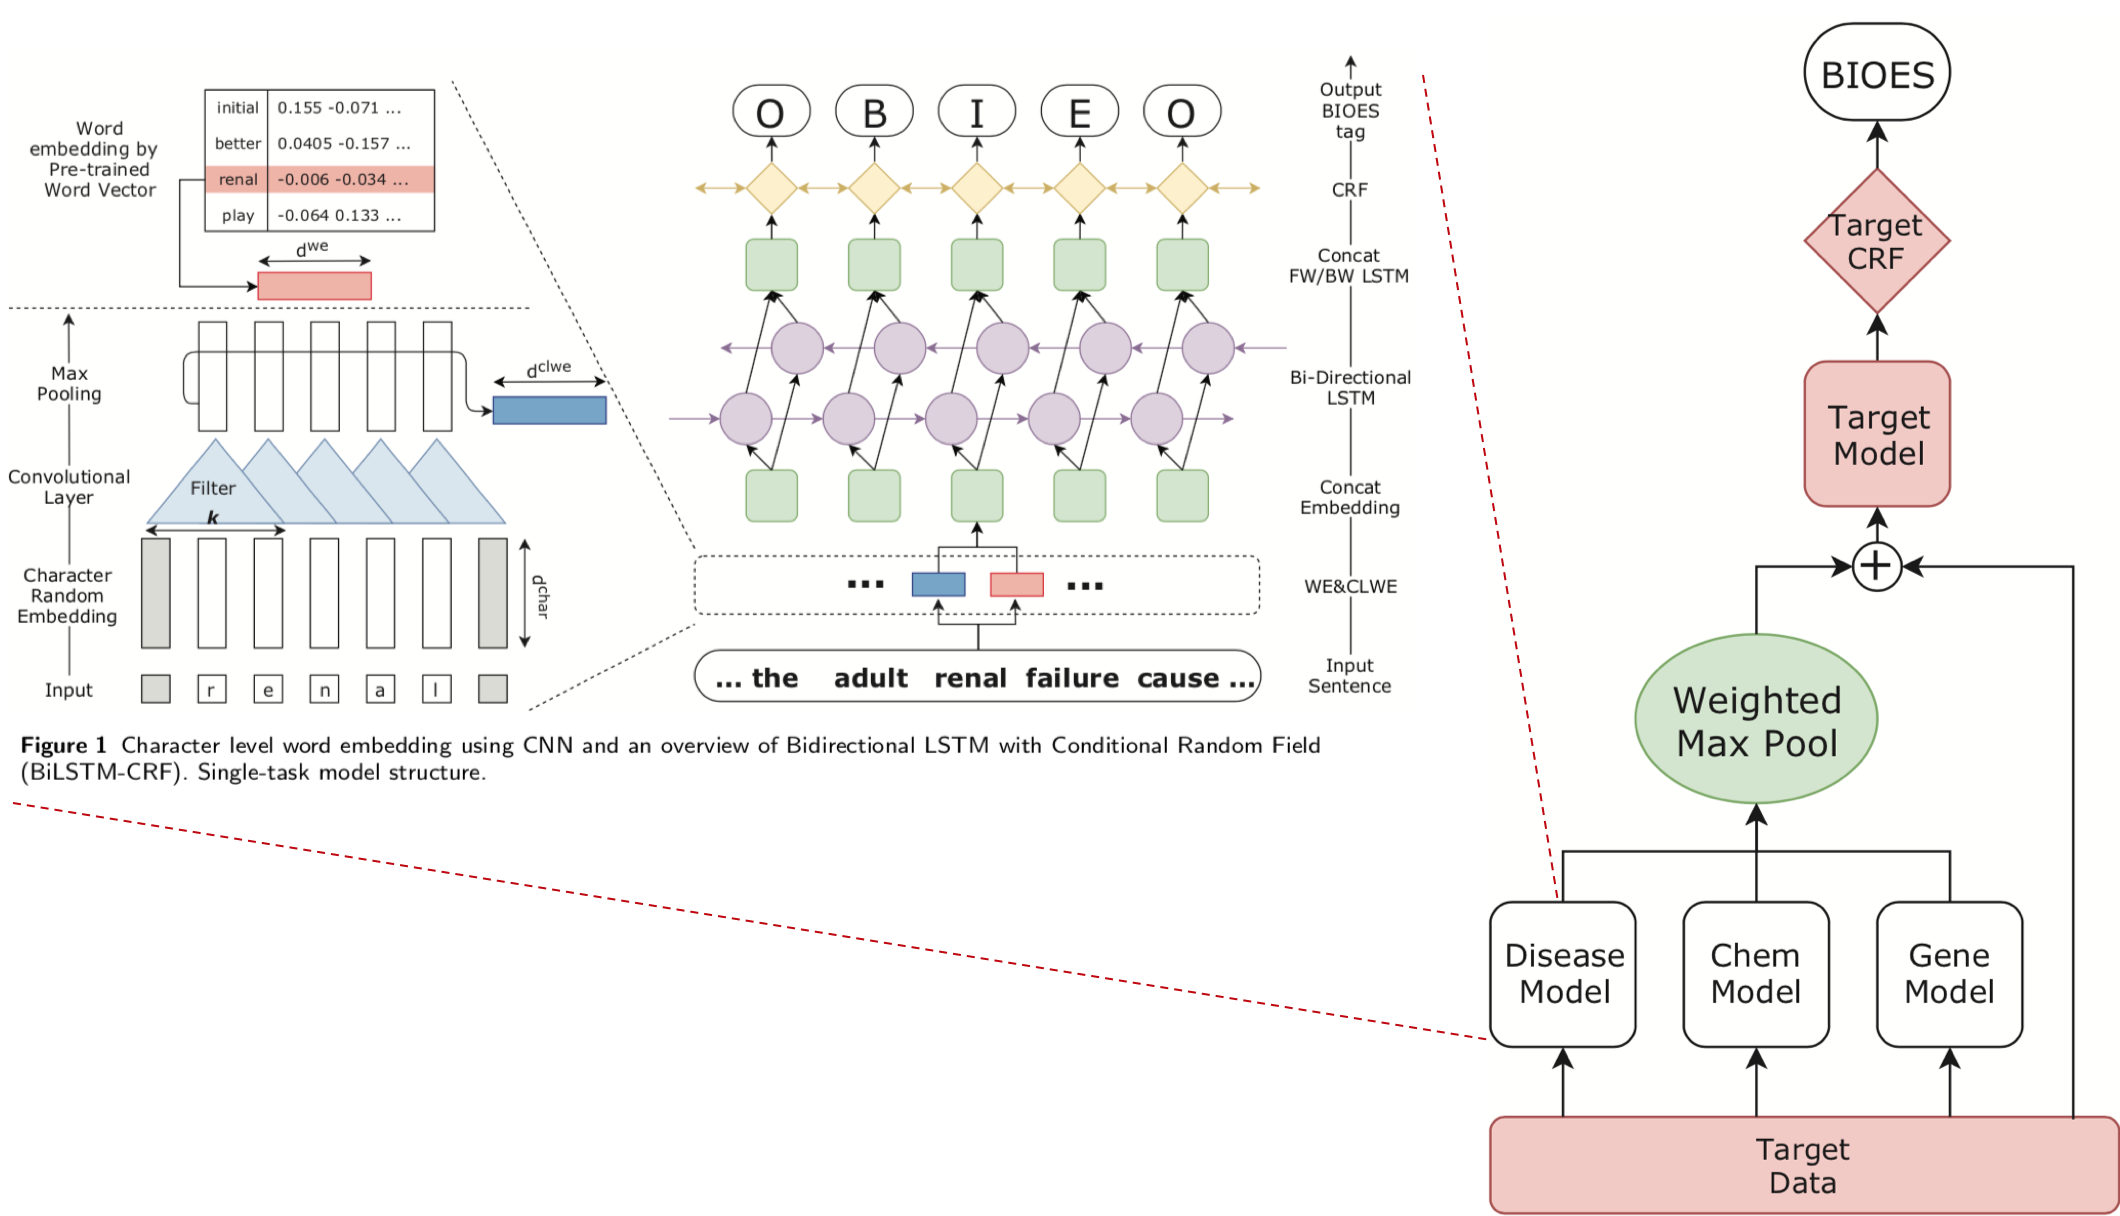 Word
embedding by
Pre-trained
Word Vector
initial 0.155 -0.071 ...
better 0.0405 -0.157 ...
renal -0.006 -0.034 ...
play -0.064 0.133 ...
dwe
Max
Pooling
dclwe
Convolutional
Layer
Filter
k
Character
Random
Embedding
dchar
Input
r e n a l
O B I E O
... ...
... the adult renal failure cause ...
Output
BIOES
tag
CRF
Concat
FW/BW LSTM
Bi-Directional
LSTM
Concat
Embedding
WE&CLWE
Input
Sentence
Figure 1 Character level word embedding using CNN and an overview of Bidirectional LSTM with Conditional Random Field
(BiLSTM-CRF). Single-task model structure.
BIOES
Target
CRF
Target
Model
+
Weighted
Max Pool
Disease
Model
Chem
Model
Gene
Model
Target
Data